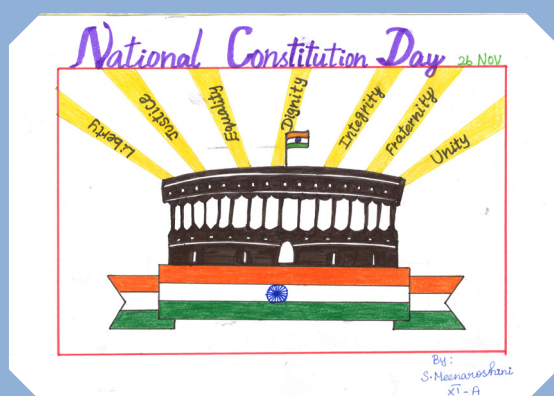 National Constitution Day 26 NOV
Liberty
Justice
Equality
Dignity
Integrity
Fraternity
Unity
By:
S.Meenaroshini
XI-A